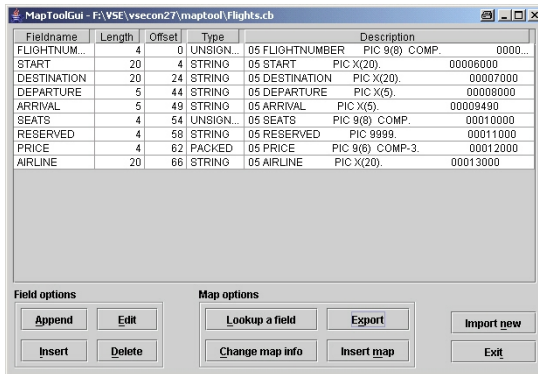 MapToolGui - F:\VSE\vsecon27\maptool\Flights.cb
Fieldname Length Offset Type Description
FLIGHTNUM... 4 0 UNSIGN... 05 FLIGHTNUMBER PIC 9(8) COMP. 0000...
START 20 4 STRING 05 START PIC X(20). 00006000
DESTINATION 20 24 STRING 05 DESTINATION PIC X(20). 00007000
DEPARTURE 5 44 STRING 05 DEPARTURE PIC X(5). 00008000
ARRIVAL 5 49 STRING 05 ARRIVAL PIC X(5). 00009490
SEATS 4 54 UNSIGN... 05 SEATS PIC 9(8) COMP. 00010000
RESERVED 4 58 STRING 05 RESERVED PIC 9999. 00011000
PRICE 4 62 PACKED 05 PRICE PIC 9(6) COMP-3. 00012000
AIRLINE 20 66 STRING 05 AIRLINE PIC X(20). 00013000
Field options Map options
Append Edit Lookup a field Export Import new
Insert Delete Change map info Insert map Exit